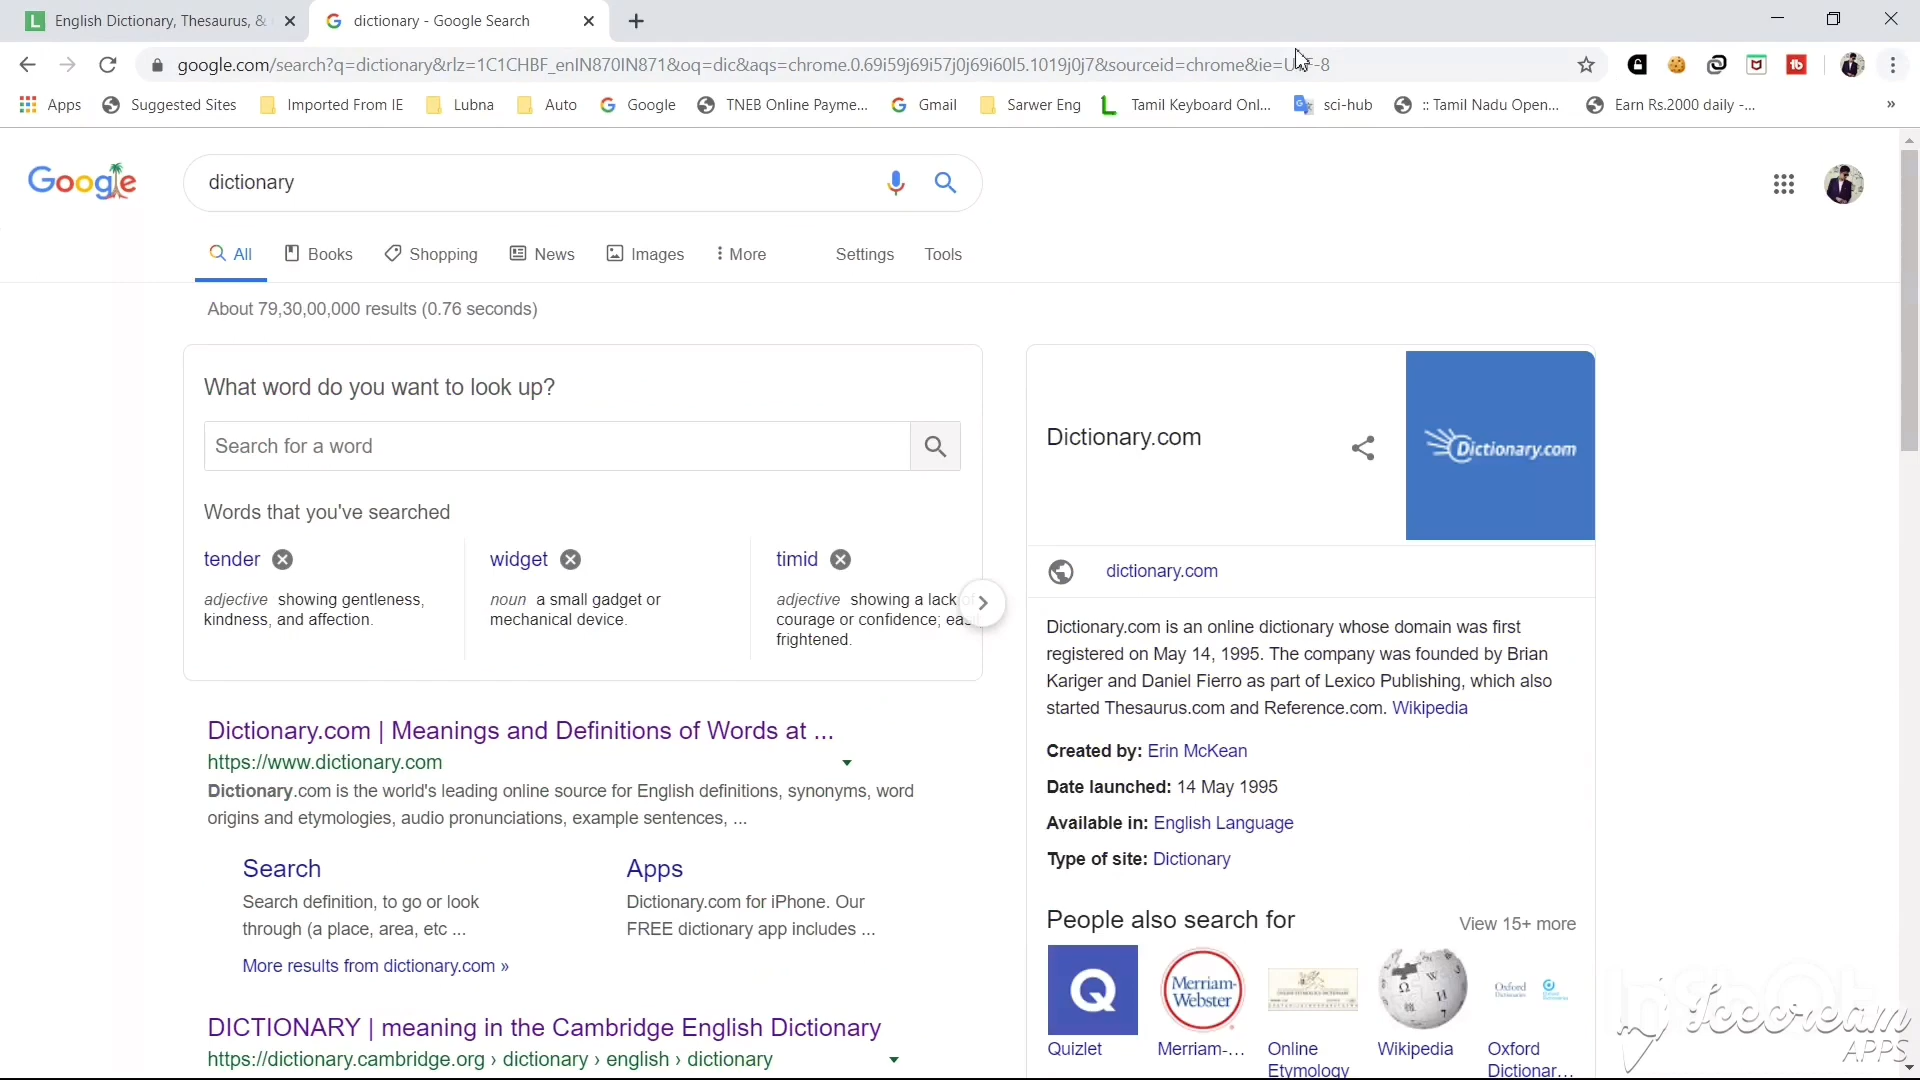 English Dictionary, Thesaurus, &
dictionary - Google Search
google.com/search?q=dictionary&rlz=1C1CHBF_enIN870IN871&oq=dic&aqs=chrome.0.69i59j69i57j0j69i60l5.1019j0j7&sourceid=chrome&ie=UTF-8
Apps Suggested Sites Imported From IE Lubna Auto Google TNEB Online Payme... Gmail Sarwer Eng Tamil Keyboard Onl... sci-hub :: Tamil Nadu Open... Earn Rs.2000 daily -... »
Google
dictionary
All Books Shopping News Images More Settings Tools
About 79,30,00,000 results (0.76 seconds)
What word do you want to look up?
Search for a word
Words that you've searched
tender
adjective showing gentleness,
kindness, and affection.
widget
noun a small gadget or
mechanical device.
timid
adjective showing a lack of
courage or confidence;
frightened.
Dictionary.com | Meanings and Definitions of Words at ...
https://www.dictionary.com
Dictionary.com is the world's leading online source for English definitions, synonyms, word
origins and etymologies, audio pronunciations, example sentences, ...
Search
Search definition, to go or look
through (a place, area, etc ...
Apps
Dictionary.com for iPhone. Our
FREE dictionary app includes ...
More results from dictionary.com »
DICTIONARY | meaning in the Cambridge English Dictionary
https://dictionary.cambridge.org › dictionary › english › dictionary
Dictionary.com
Dictionary.com
dictionary.com
Dictionary.com is an online dictionary whose domain was first
registered on May 14, 1995. The company was founded by Brian
Kariger and Daniel Fierro as part of Lexico Publishing, which also
started Thesaurus.com and Reference.com. Wikipedia
Created by: Erin McKean
Date launched: 14 May 1995
Available in: English Language
Type of site: Dictionary
People also search for
View 15+ more
Merriam-
Webster
Oxford
Quizlet
Merriam-...
Online
Etymology
Wikipedia
Oxford
Dictionar...
Icecream
APPS